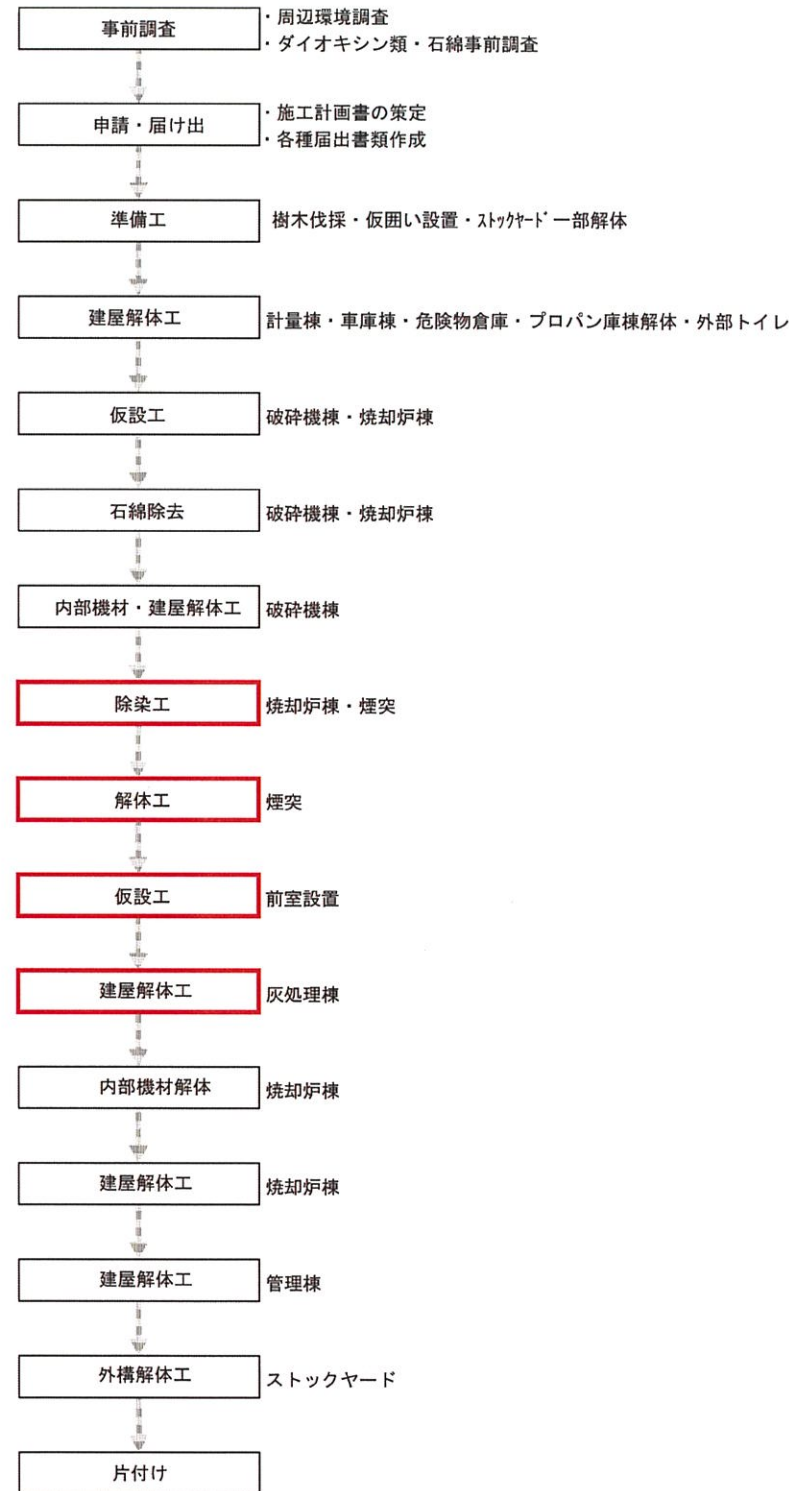 事前調査
・周辺環境調査
・ダイオキシン類・石綿事前調査
申請・届け出
・施工計画書の策定
・各種届出書類作成
準備工
樹木伐採・仮囲い設置・ｽﾄｯｸﾔｰﾄﾞ一部解体
建屋解体工
計量棟・車庫棟・危険物倉庫・プロパン庫棟解体・外部トイレ
仮設工
破砕機棟・焼却炉棟
石綿除去
破砕機棟・焼却炉棟
内部機材・建屋解体工
破砕機棟
除染工
焼却炉棟・煙突
解体工
煙突
仮設工
前室設置
建屋解体工
灰処理棟
内部機材解体
焼却炉棟
建屋解体工
焼却炉棟
建屋解体工
管理棟
外構解体工
ストックヤード
片付け